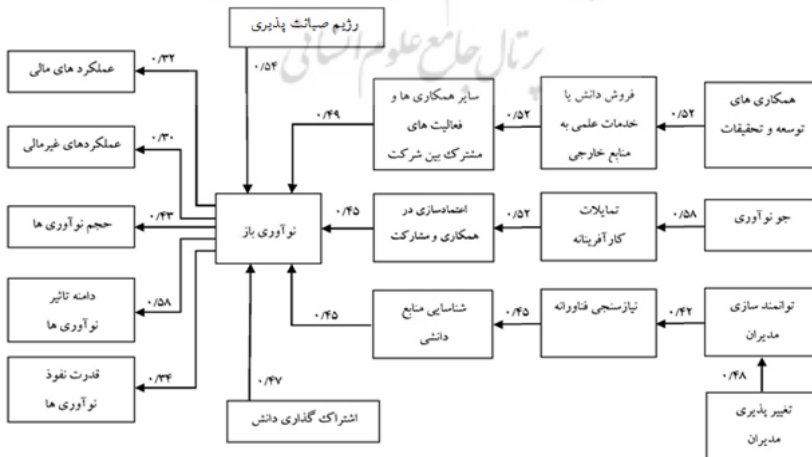 رژیم صیانت پذیری
پرتال جامع علوم انسانی
۰/۵۴
همکاری های
توسعه و تحقیقات
۰/۵۲
فروش دانش یا
خدمات علمی به
منابع خارجی
۰/۵۲
سایر همکاری ها و
فعالیت های
مشترک بین شرکت
۰/۴۹
جو نوآوری
۰/۵۸
تمایلات
کارآفرینانه
۰/۵۲
اعتمادسازی در
همکاری و مشارکت
۰/۴۵
نوآوری باز
توانمند سازی
مدیران
۰/۴۲
نیازسنجی فناورانه
۰/۴۵
شناسایی منابع
دانشی
۰/۴۵
۰/۴۸
تغییر پذیری
مدیران
۰/۴۷
اشتراک گذاری دانش
۰/۳۲
عملکرد های مالی
۰/۳۰
عملکردهای غیرمالی
۰/۴۳
حجم نوآوری ها
۰/۵۸
دامنه تاثیر
نوآوری ها
۰/۳۴
قدرت نفوذ
نوآوری ها